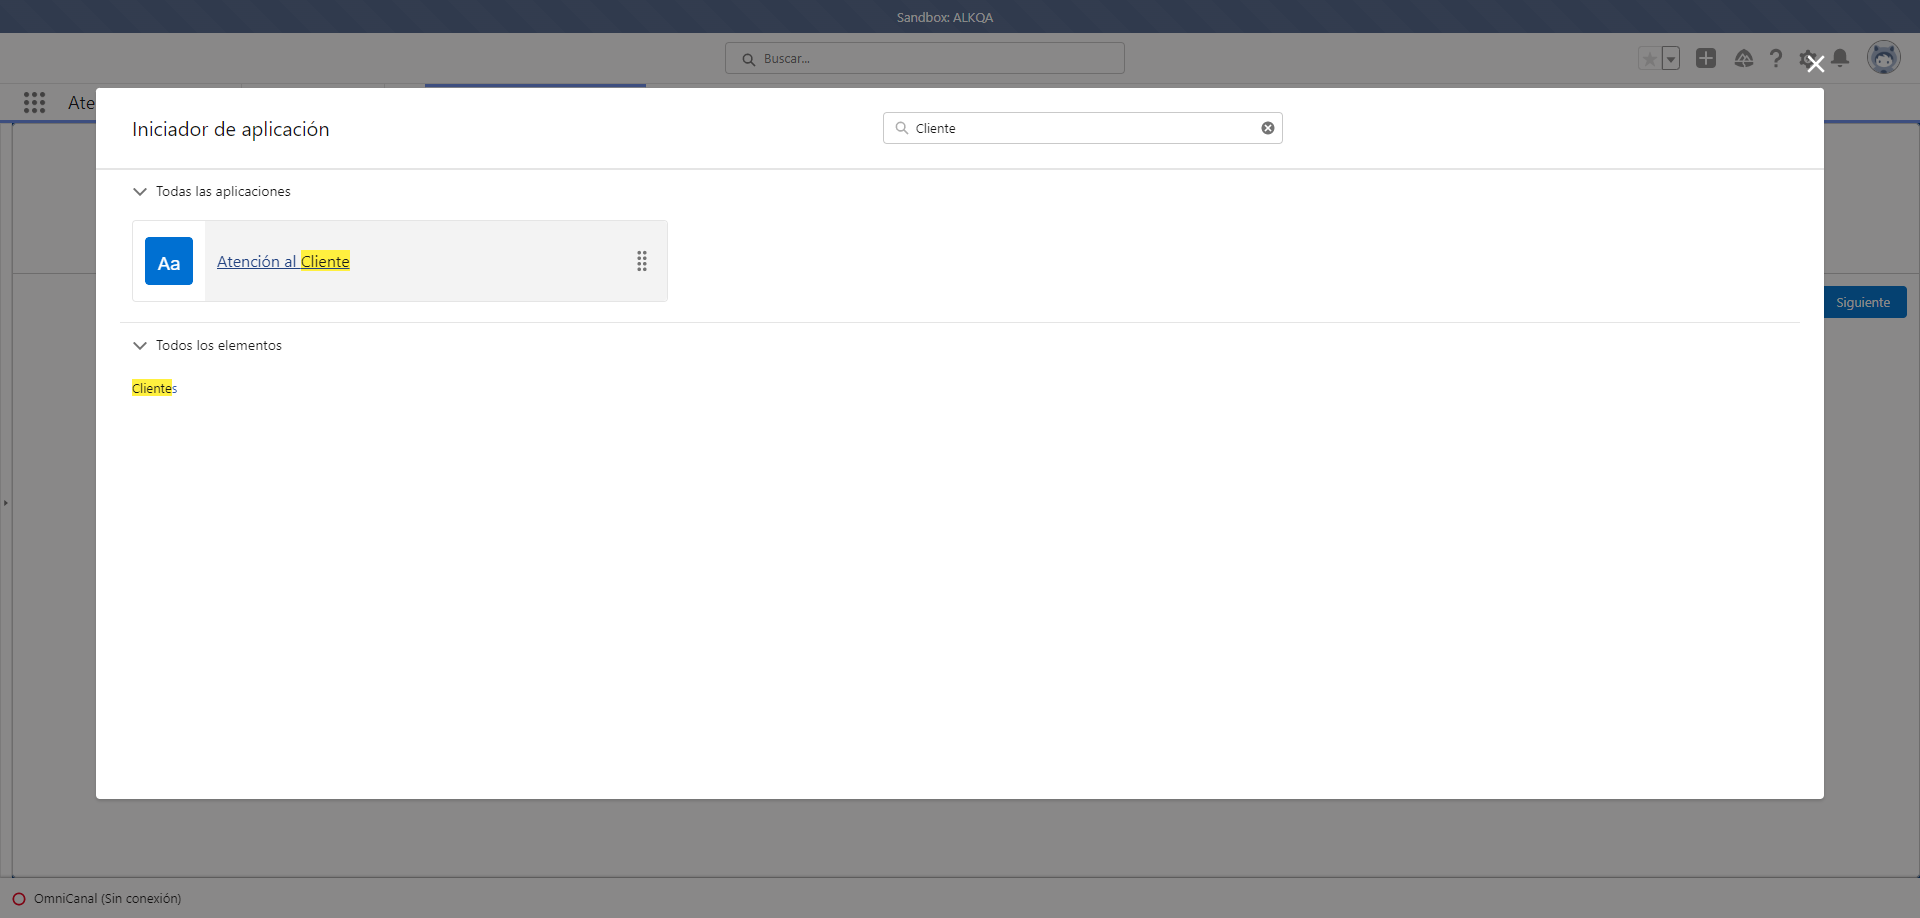 Sandbox: ALKQA
Buscar...
Ate
Iniciador de aplicación
Cliente
Todas las aplicaciones
Aa
Atención al Cliente
Siguiente
Todos los elementos
Clientes
OmniCanal (Sin conexión)